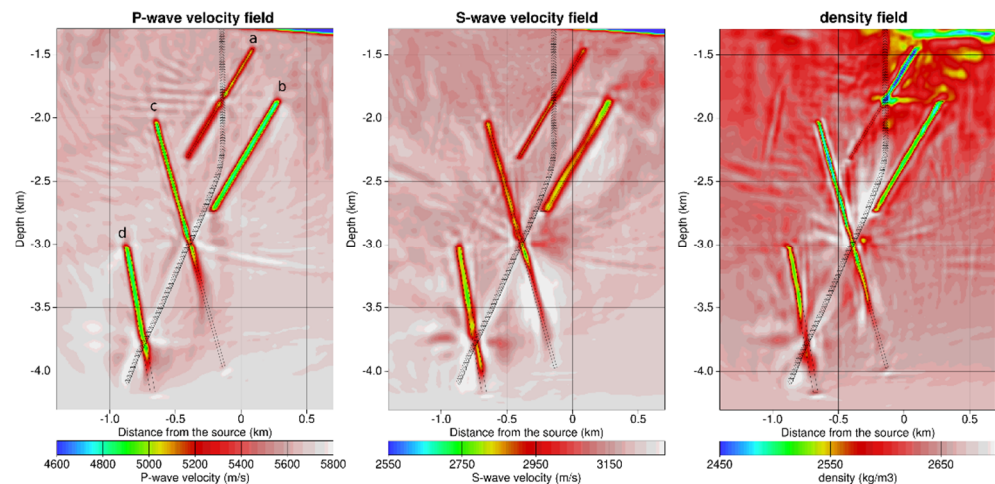 P-wave velocity field
S-wave velocity field
density field
a
b
c
d
-1.5
-2.0
-2.5
-3.0
-3.5
-4.0
Depth (km)
-1.0 -0.5 0 0.5
Distance from the source (km)
4600 4800 5000 5200 5400 5600 5800
(m/s)
P-wave velocity (m/s)
-1.5
-2.0
-2.5
-3.0
-3.5
-4.0
Depth (km)
-1.0 -0.5 0 0.5
Distance from the source (km)
2550 2750 2950 3150
S-wave velocity (m/s)
-1.5
-2.0
-2.5
-3.0
-3.5
-4.0
Depth (km)
-1.0 -0.5 0 0.5
Distance from the source (km)
2450 2550 2650
density (kg/m3)